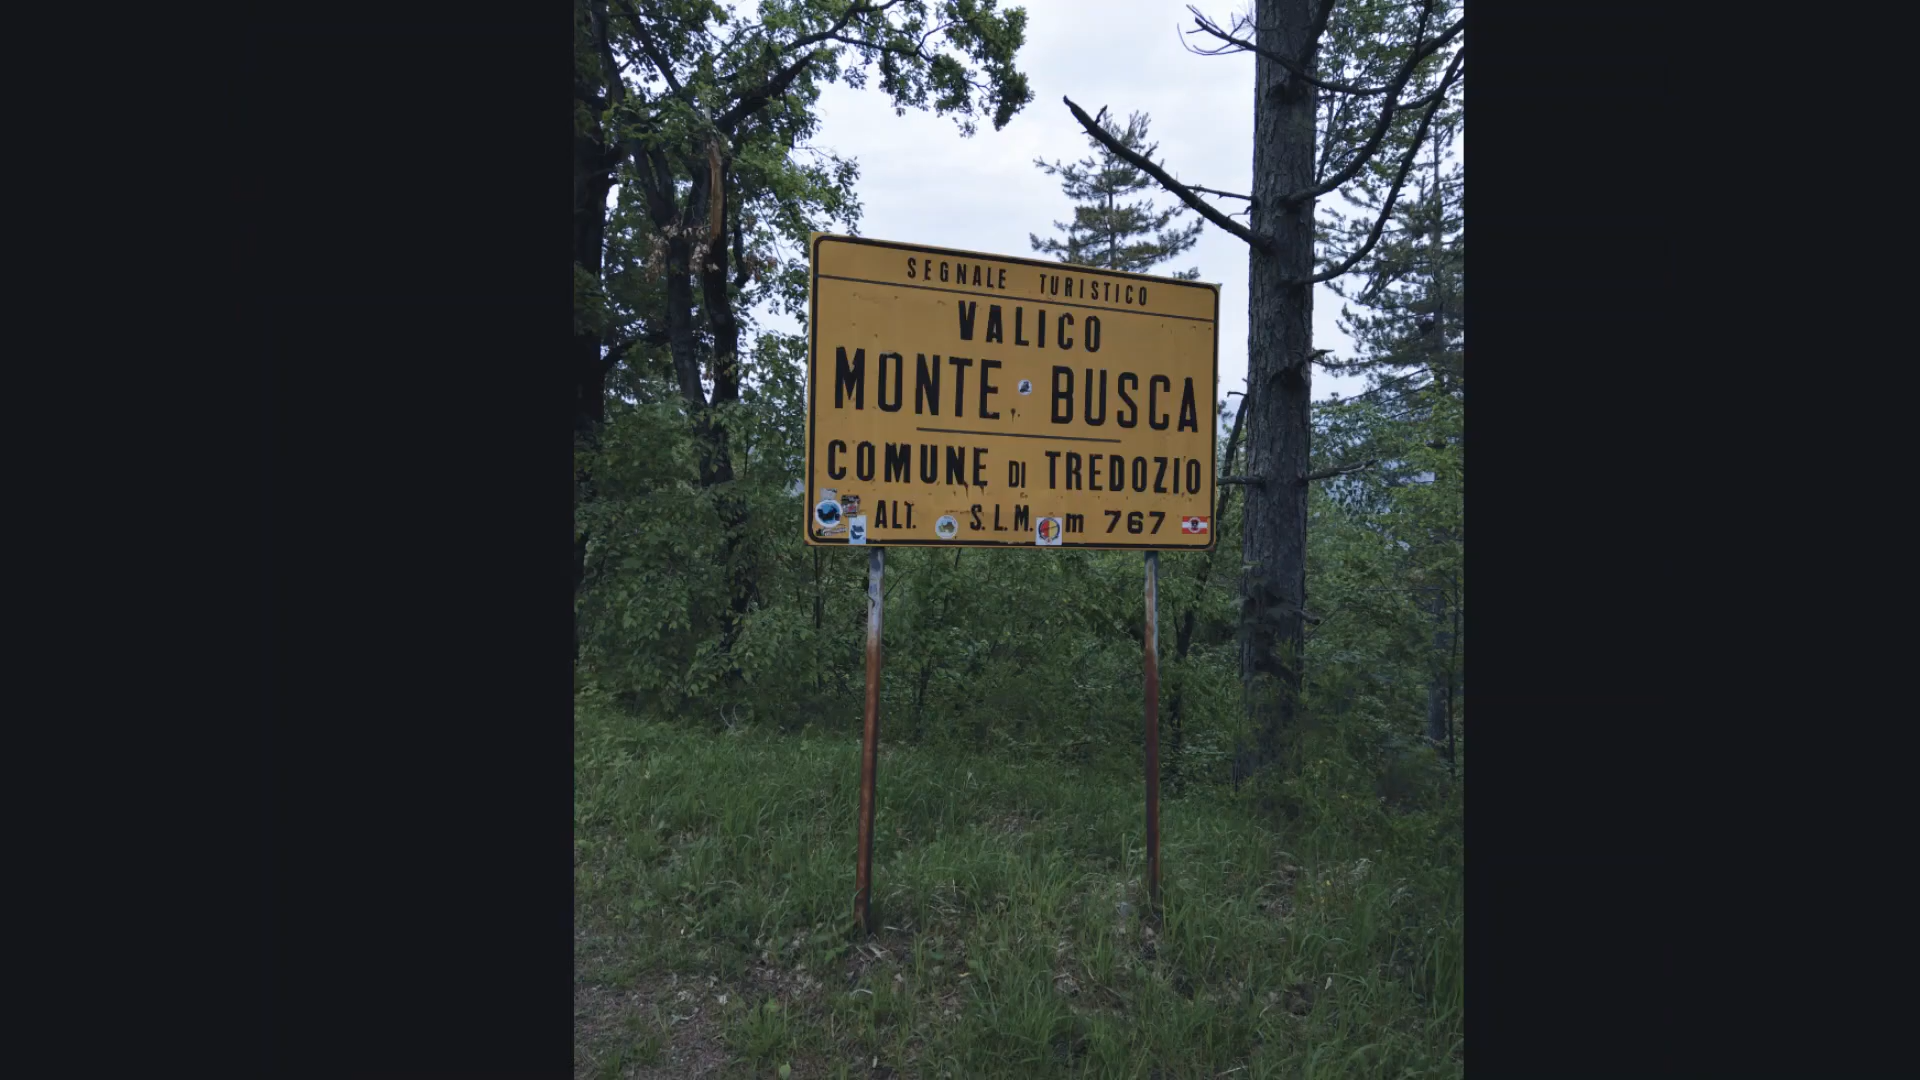 SEGNALE TURISTICO
VALICO
MONTE BUSCA
COMUNE DI TREDOZIO
ALT. S.L.M. m 767